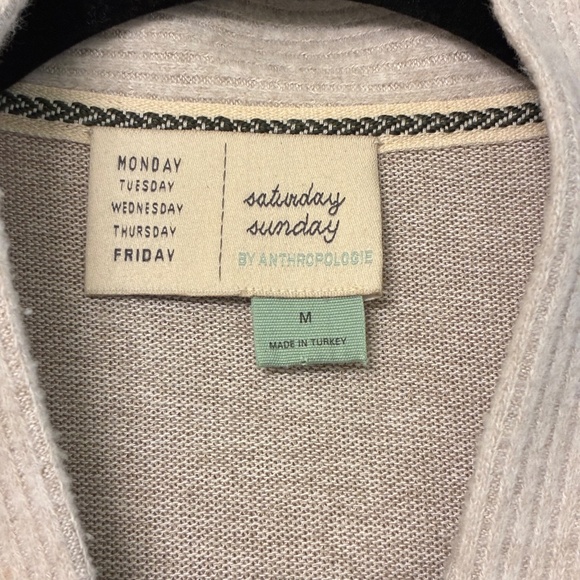 MONDAY
TUESDAY
WEDNESDAY
THURSDAY
FRIDAY
saturday
sunday
BY ANTHROPOLOGIE
M
MADE IN TURKEY